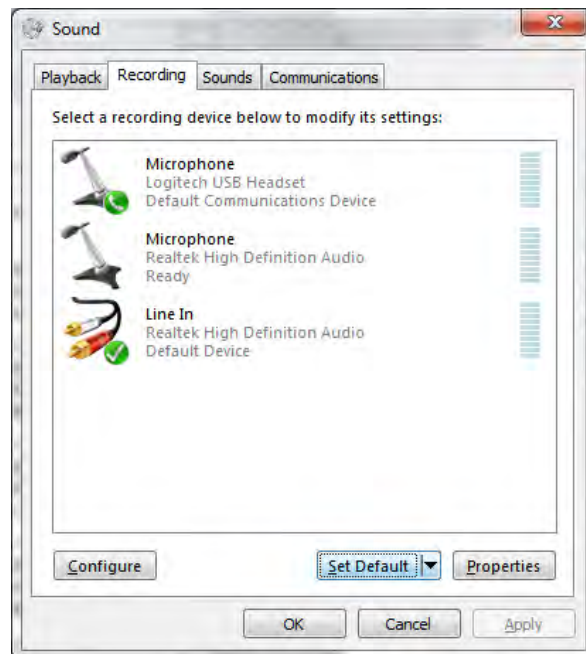 Sound
Playback Recording Sounds Communications
Select a recording device below to modify its settings:
Microphone
Logitech USB Headset
Default Communications Device
Microphone
Realtek High Definition Audio
Ready
Line In
Realtek High Definition Audio
Default Device
Configure Set Default Properties
OK Cancel Apply